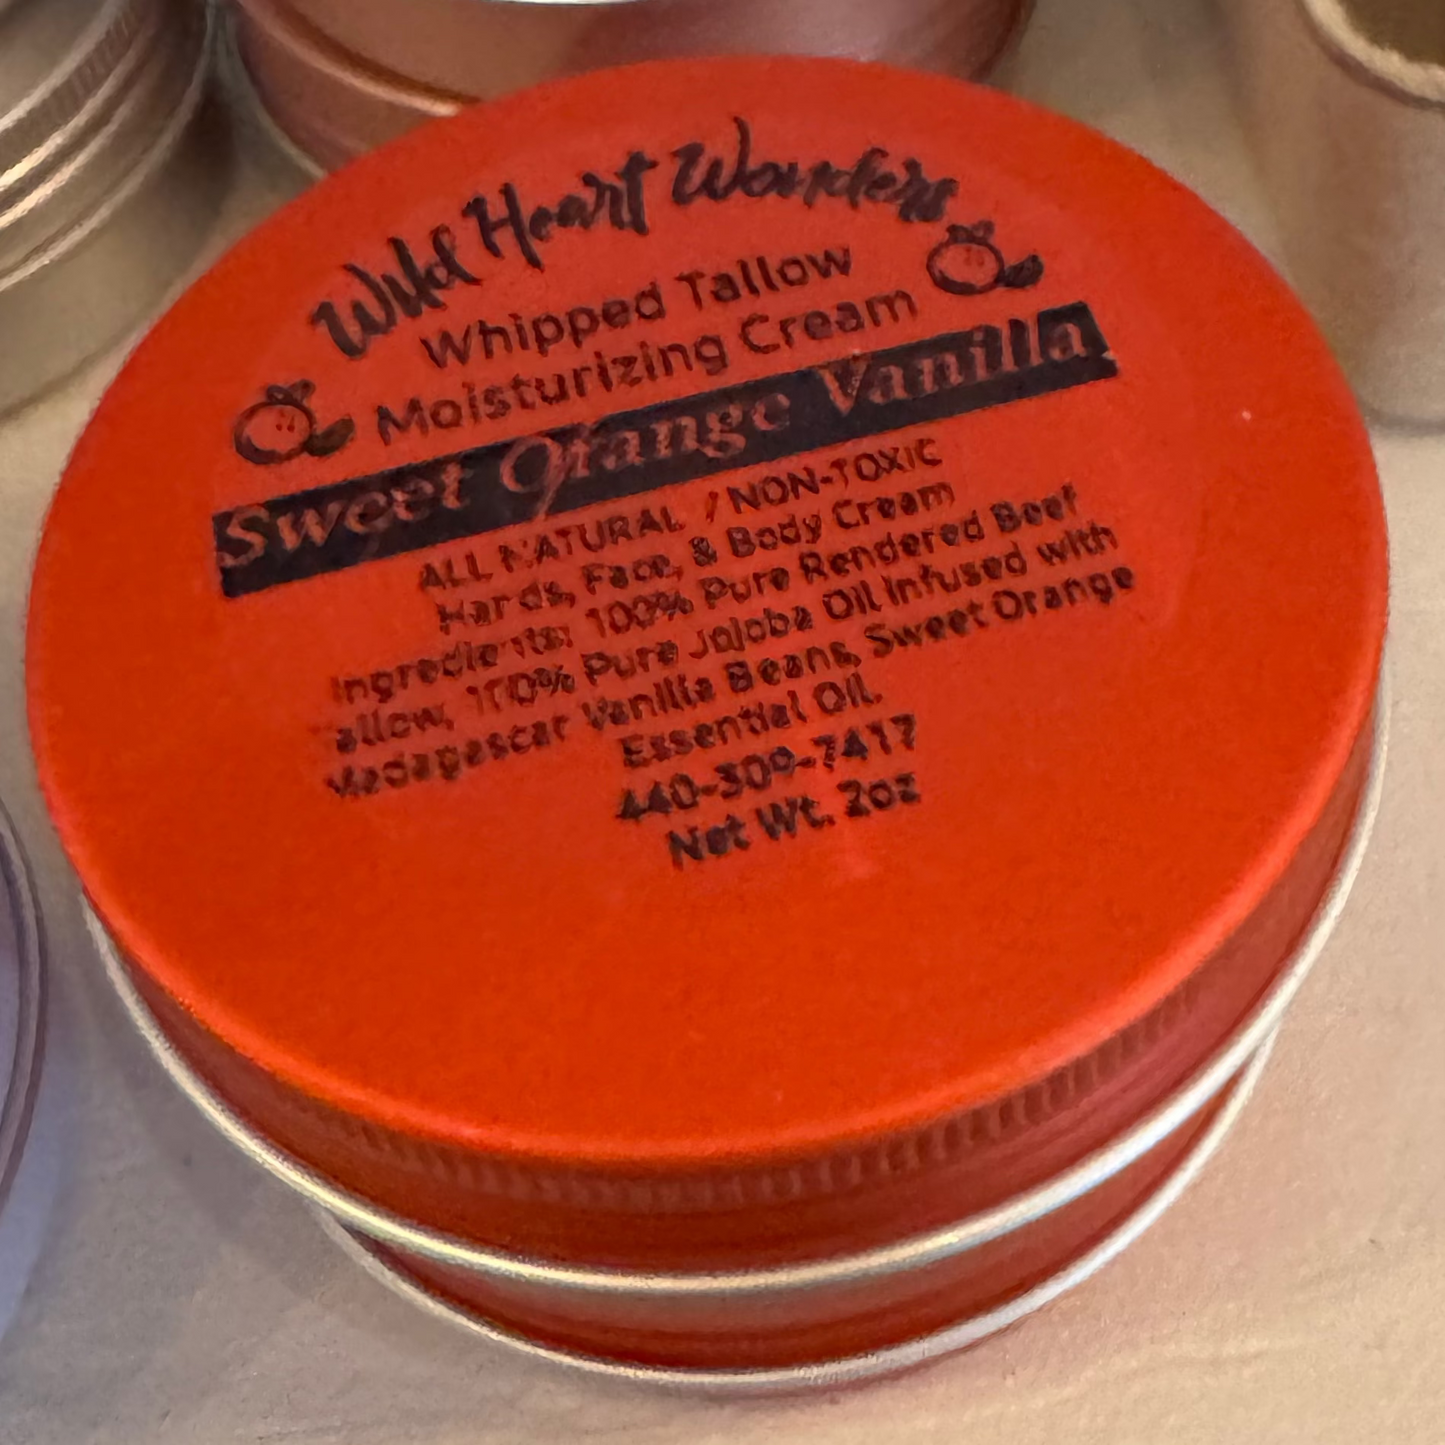 Wild Heart Wonders
Whipped Tallow
Moisturizing Cream
Sweet Orange Vanilla
ALL NATURAL / NON-TOXIC
Hands, Face, & Body Cream
Ingredients: 100% Pure Rendered Beef
Tallow, 100% Pure Jojoba Oil Infused with
Madagascar Vanilla Beans, Sweet Orange
Essential Oil.
440-309-7417
Net Wt. 2oz